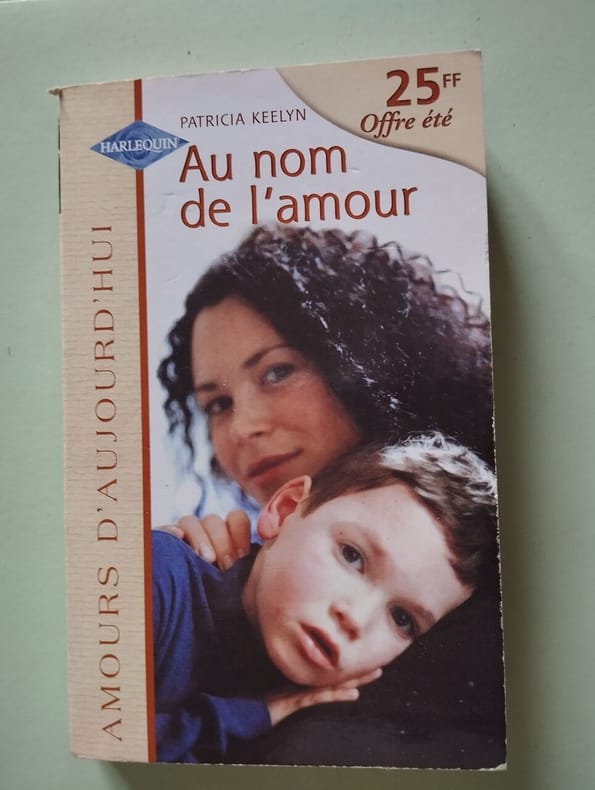 25FF
Offre été
PATRICIA KEELYN
HARLEQUIN
Au nom
de l'amour
AMOURS D'AUJOURD'HUI